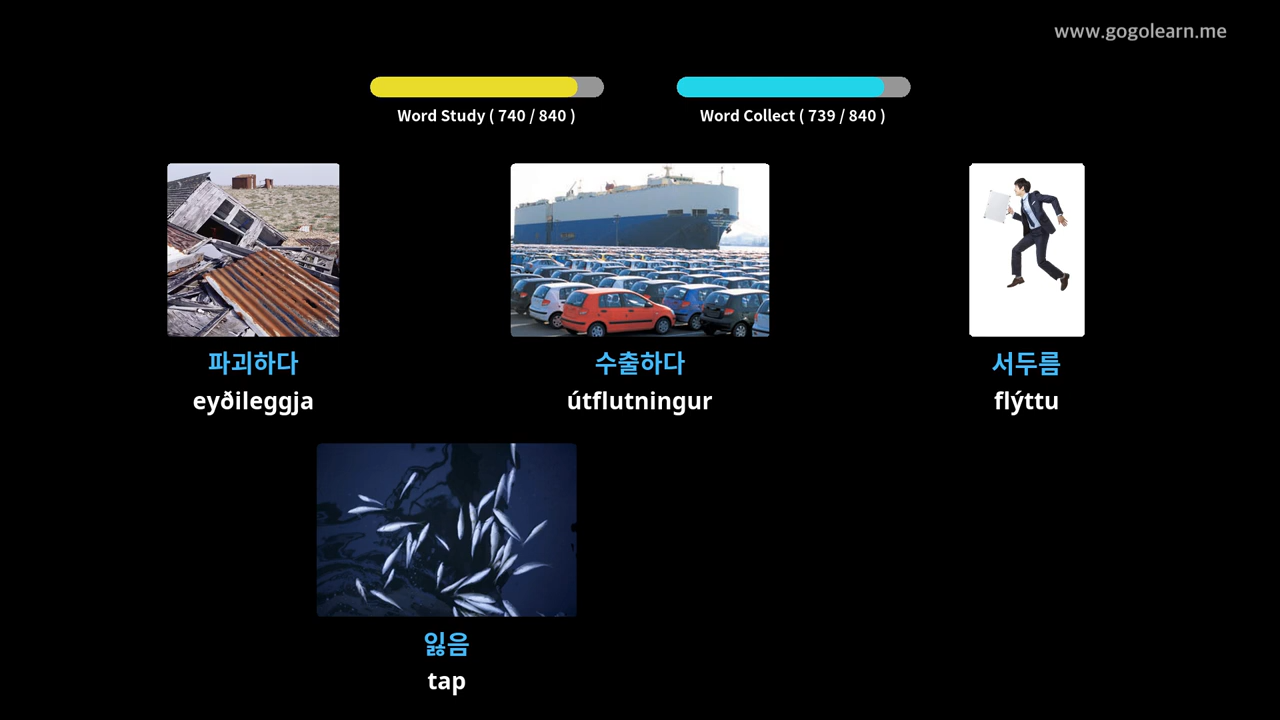 www.gogolearn.me
Word Study ( 740 / 840 )
Word Collect ( 739 / 840 )
파괴하다
eyðileggja
수출하다
útflutningur
서두름
flýttu
잃음
tap